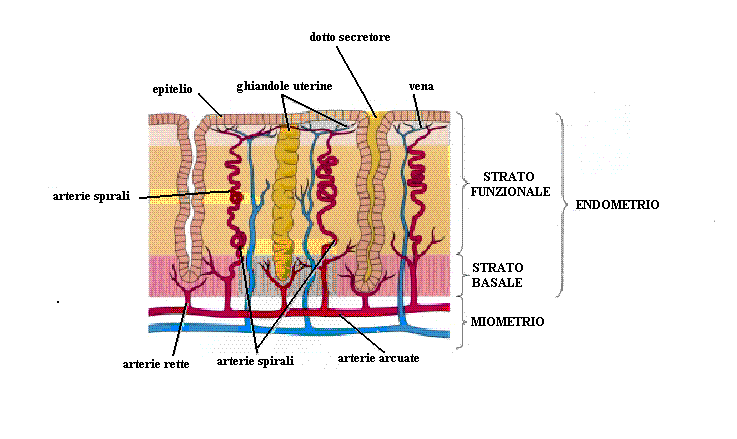 dotto secretore
epitelio
ghiandole uterine
vena
arterie spirali
STRATO
FUNZIONALE
ENDOMETRIO
STRATO
BASALE
MIOMETRIO
arterie rette
arterie spirali
arterie arcuate